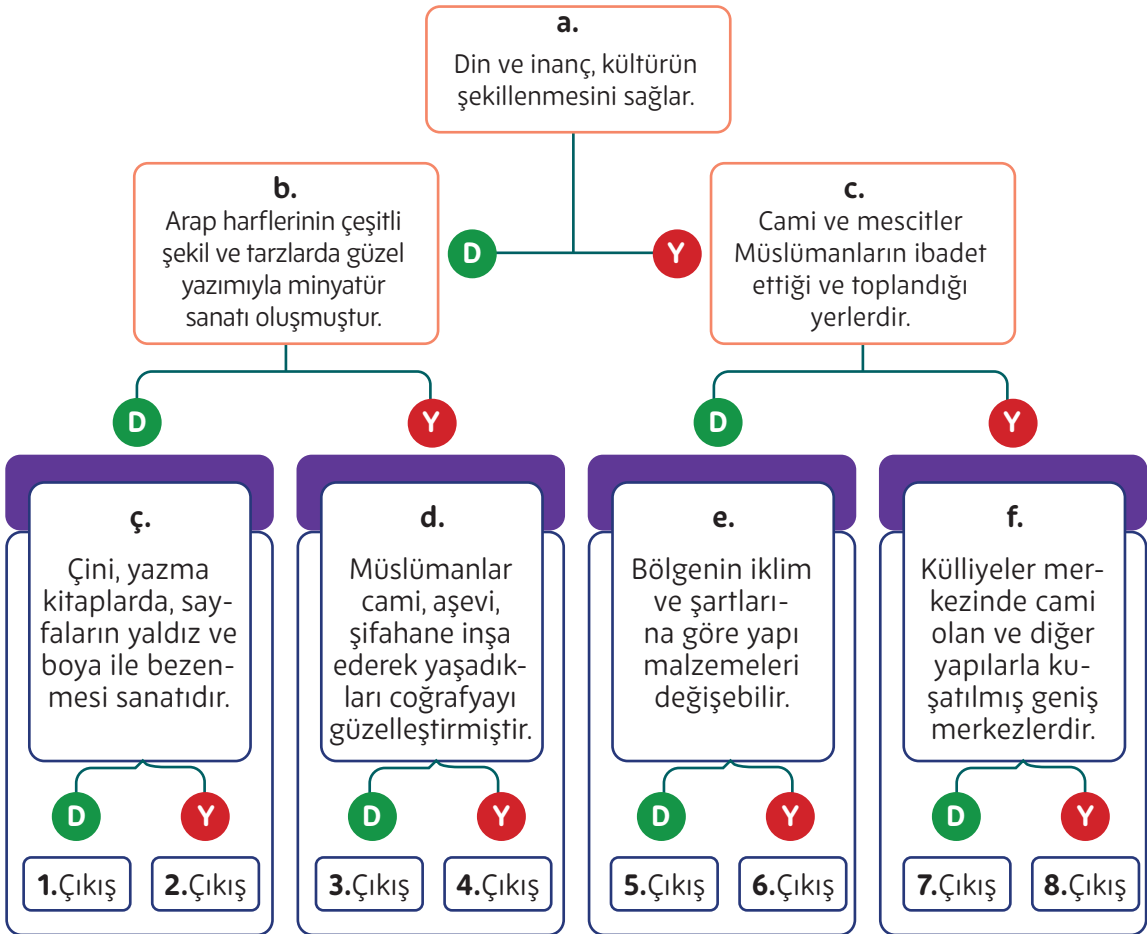 a.
Din ve inanç, kültürün
şekillenmesini sağlar.
b.
Arap harflerinin çeşitli
şekil ve tarzlarda güzel
yazımıyla minyatür
sanatı oluşmuştur.
D
Y
c.
Cami ve mescitler
Müslümanların ibadet
ettiği ve toplandığı
yerlerdir.
D
Y
D
Y
ç.
Çini, yazma
kitaplarda, say-
faların yaldız ve
boya ile bezen-
mesi sanatıdır.
D
Y
1.Çıkış
2.Çıkış
d.
Müslümanlar
cami, aşevi,
şifahane inşa
ederek yaşadık-
ları coğrafyayı
güzelleştirmiştir.
D
Y
3.Çıkış
4.Çıkış
e.
Bölgenin iklim
ve şartları-
na göre yapı
malzemeleri
değişebilir.
D
Y
5.Çıkış
6.Çıkış
f.
Külliyeler mer-
kezinde cami
olan ve diğer
yapılarla ku-
şatılmış geniş
merkezlerdir.
D
Y
7.Çıkış
8.Çıkış